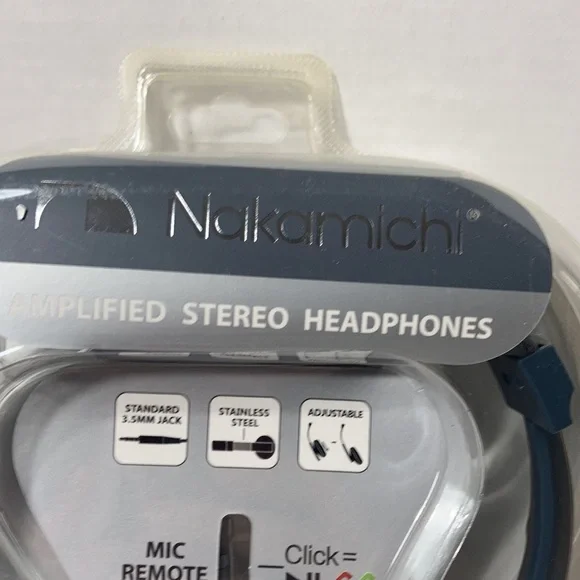 Nakamichi®
AMPLIFIED STEREO HEADPHONES
STANDARD
3.5MM JACK
STAINLESS
STEEL
ADJUSTABLE
MIC
REMOTE
Click =